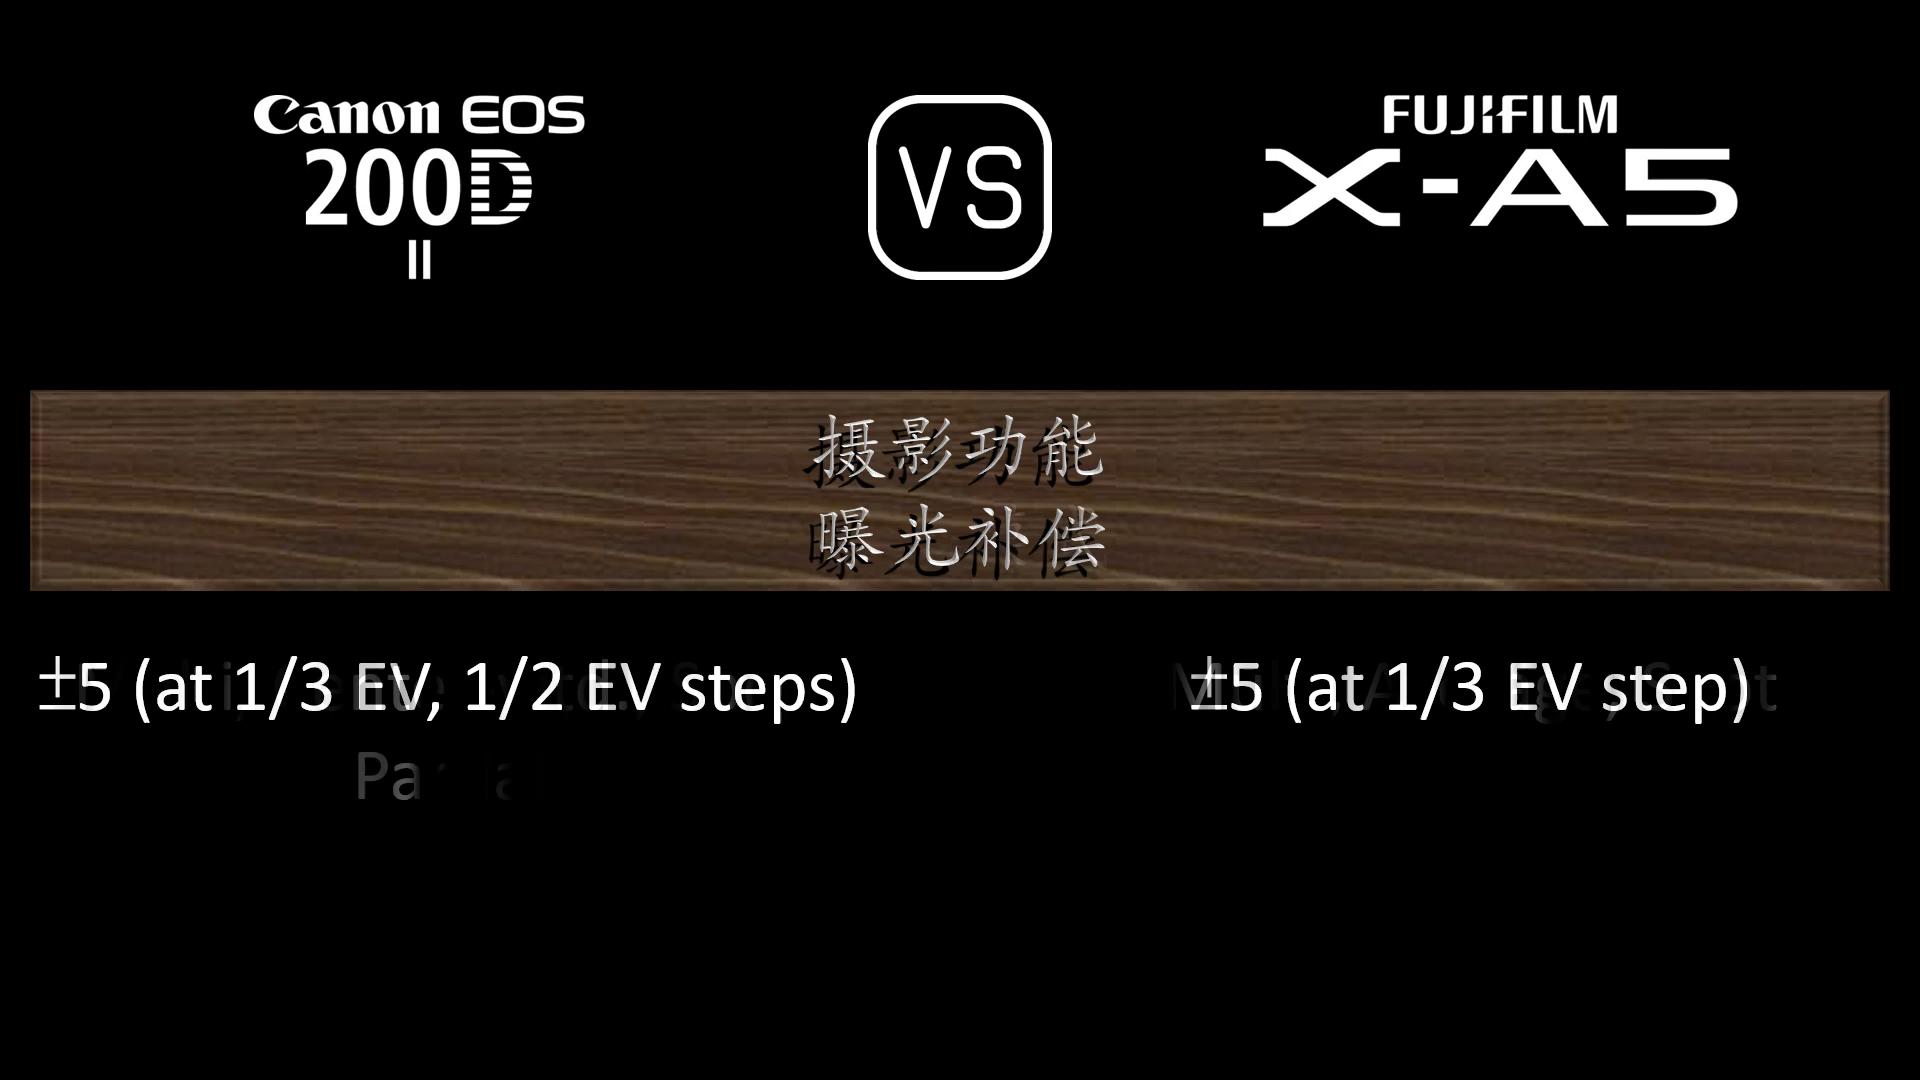 Canon EOS
200D
II
VS
FUJIFILM
X-A5
摄影功能
曝光补偿
±5 (at 1/3 EV, 1/2 EV steps)
±5 (at 1/3 EV step)